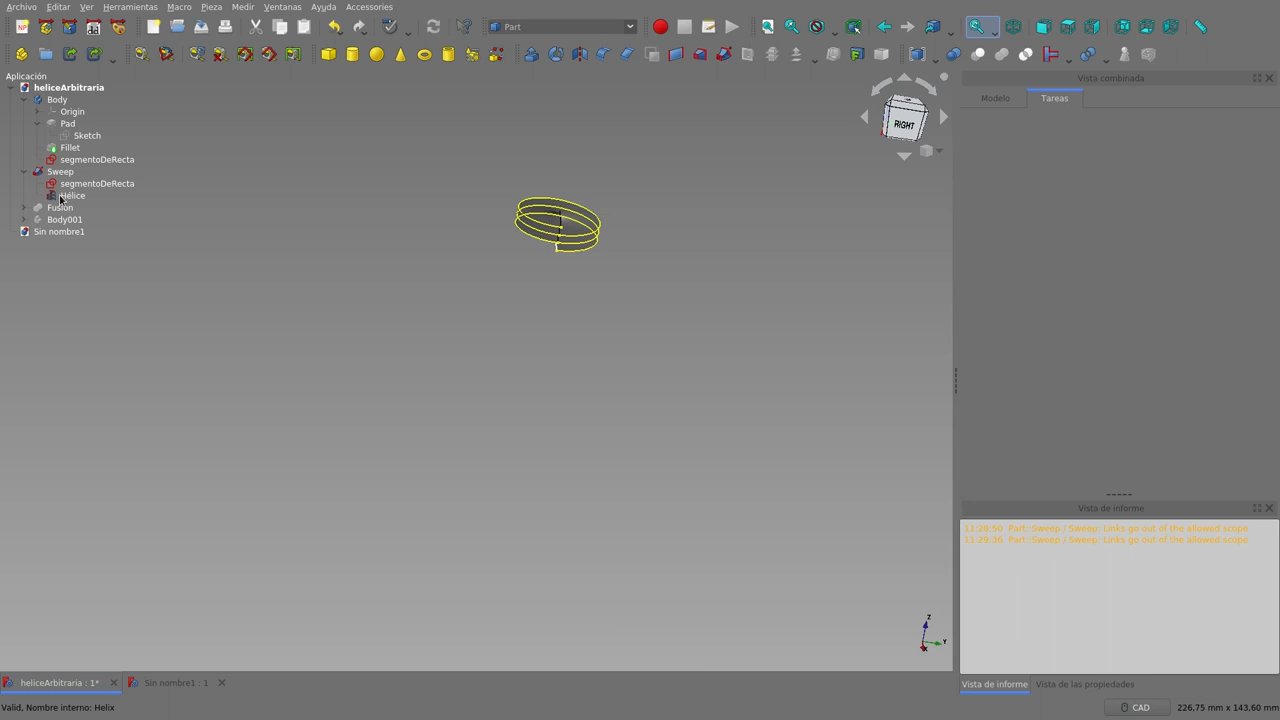 Archivo Editar Ver Herramientas Macro Pieza Medir Ventanas Ayuda Accessories
Part
Aplicación
heliceArbitraria
Body
Origin
Pad
Sketch
Fillet
segmentoDeRecta
Sweep
segmentoDeRecta
Hélice
Fusion
Body001
Sin nombre1
RIGHT
Z
Y
X
Vista combinada
Modelo Tareas
Vista de informe
11:28:50 Part::Sweep / Sweep: Links go out of the allowed scope
11:29:36 Part::Sweep / Sweep: Links go out of the allowed scope
Vista de informe Vista de las propiedades
heliceArbitraria : 1* Sin nombre1 : 1
Valid, Nombre interno: Helix
CAD 226,75 mm x 143,60 mm